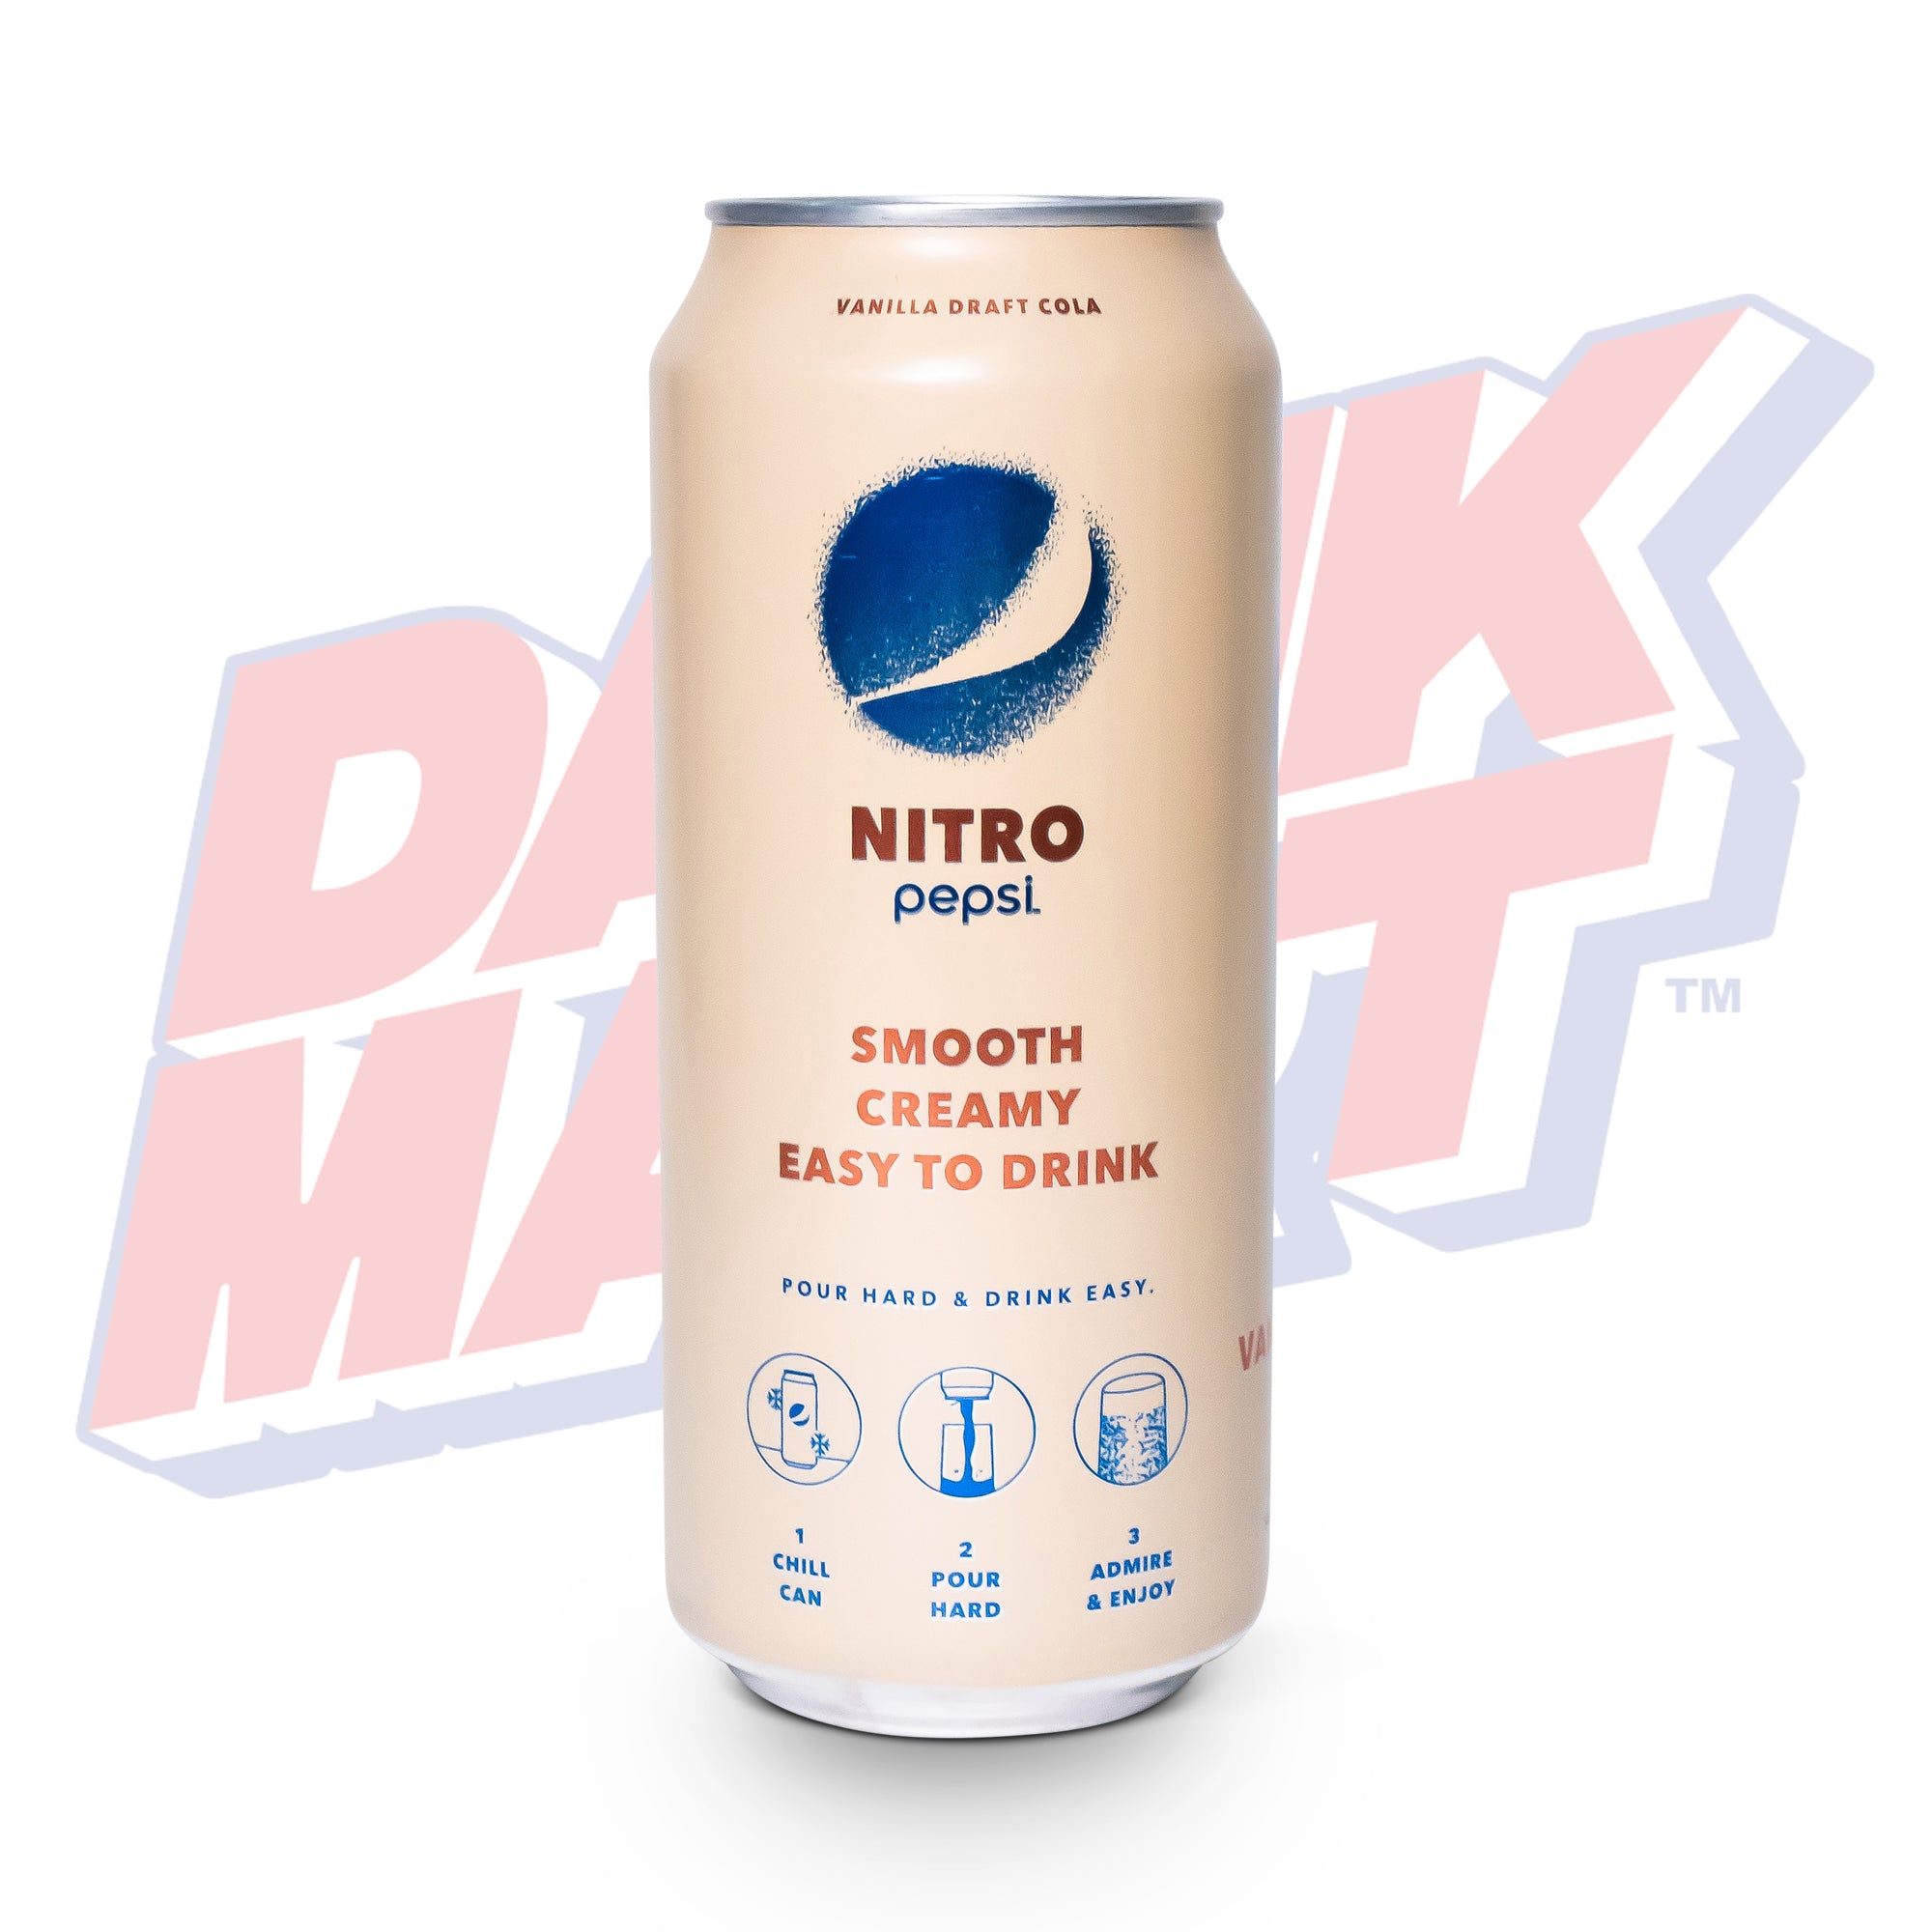 VANILLA DRAFT COLA
NITRO
pepsi
SMOOTH
CREAMY
EASY TO DRINK
POUR HARD & DRINK EASY.
1
CHILL
CAN
2
POUR
HARD
3
ADMIRE
& ENJOY
TM